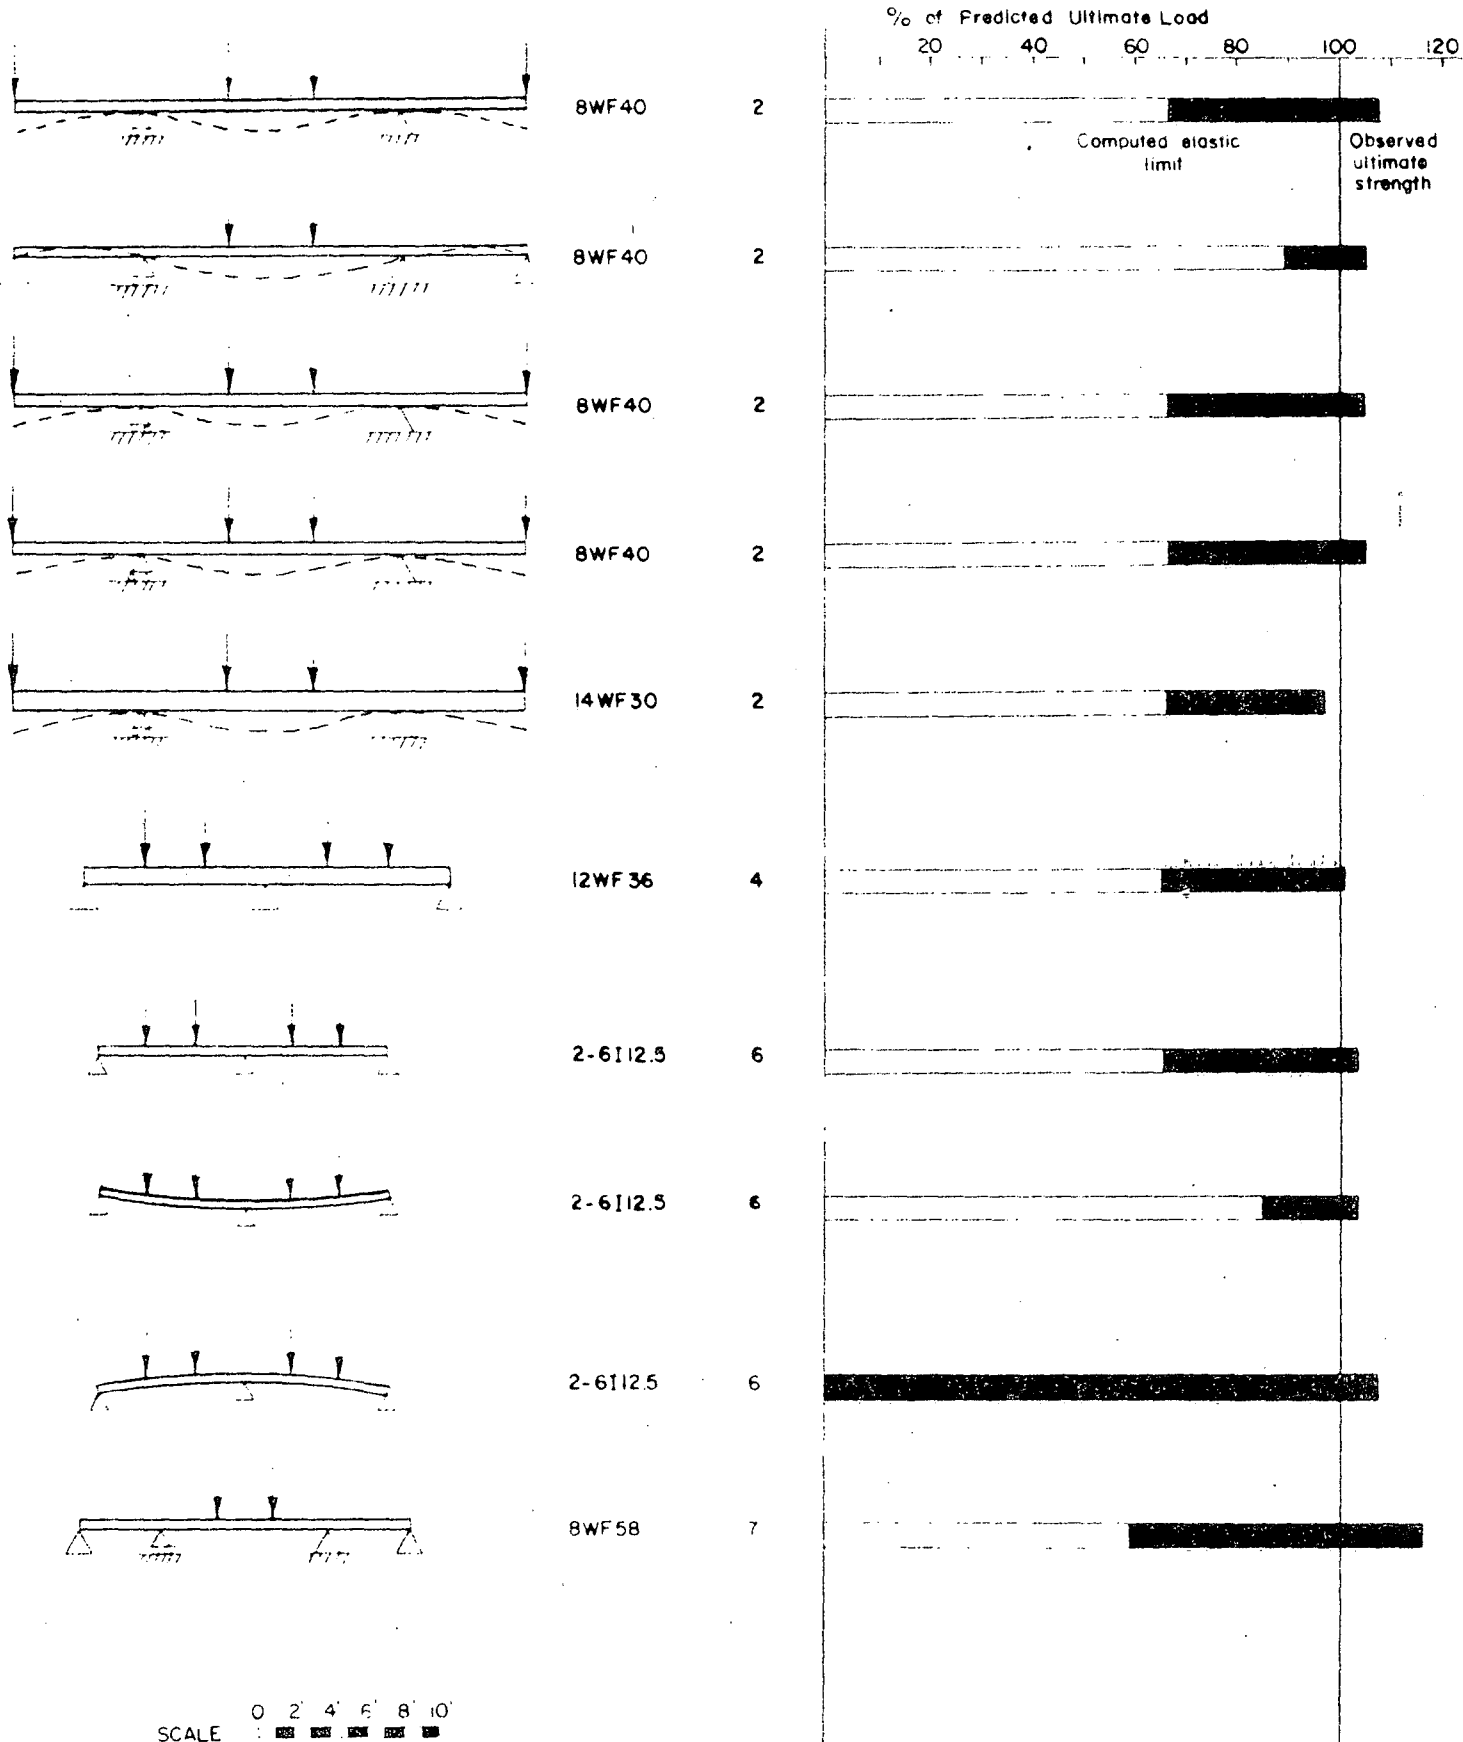 % of Predicted Ultimate Load
20 40 60 80 100 120
8WF40 2
Computed elastic
limit
Observed
ultimate
strength
8WF40 2
8WF40 2
8WF40 2
14WF30 2
12WF36 4
2-6I12.5 6
2-6I12.5 6
2-6I12.5 6
8WF58 7
0 2' 4' 6' 8' 10'
SCALE